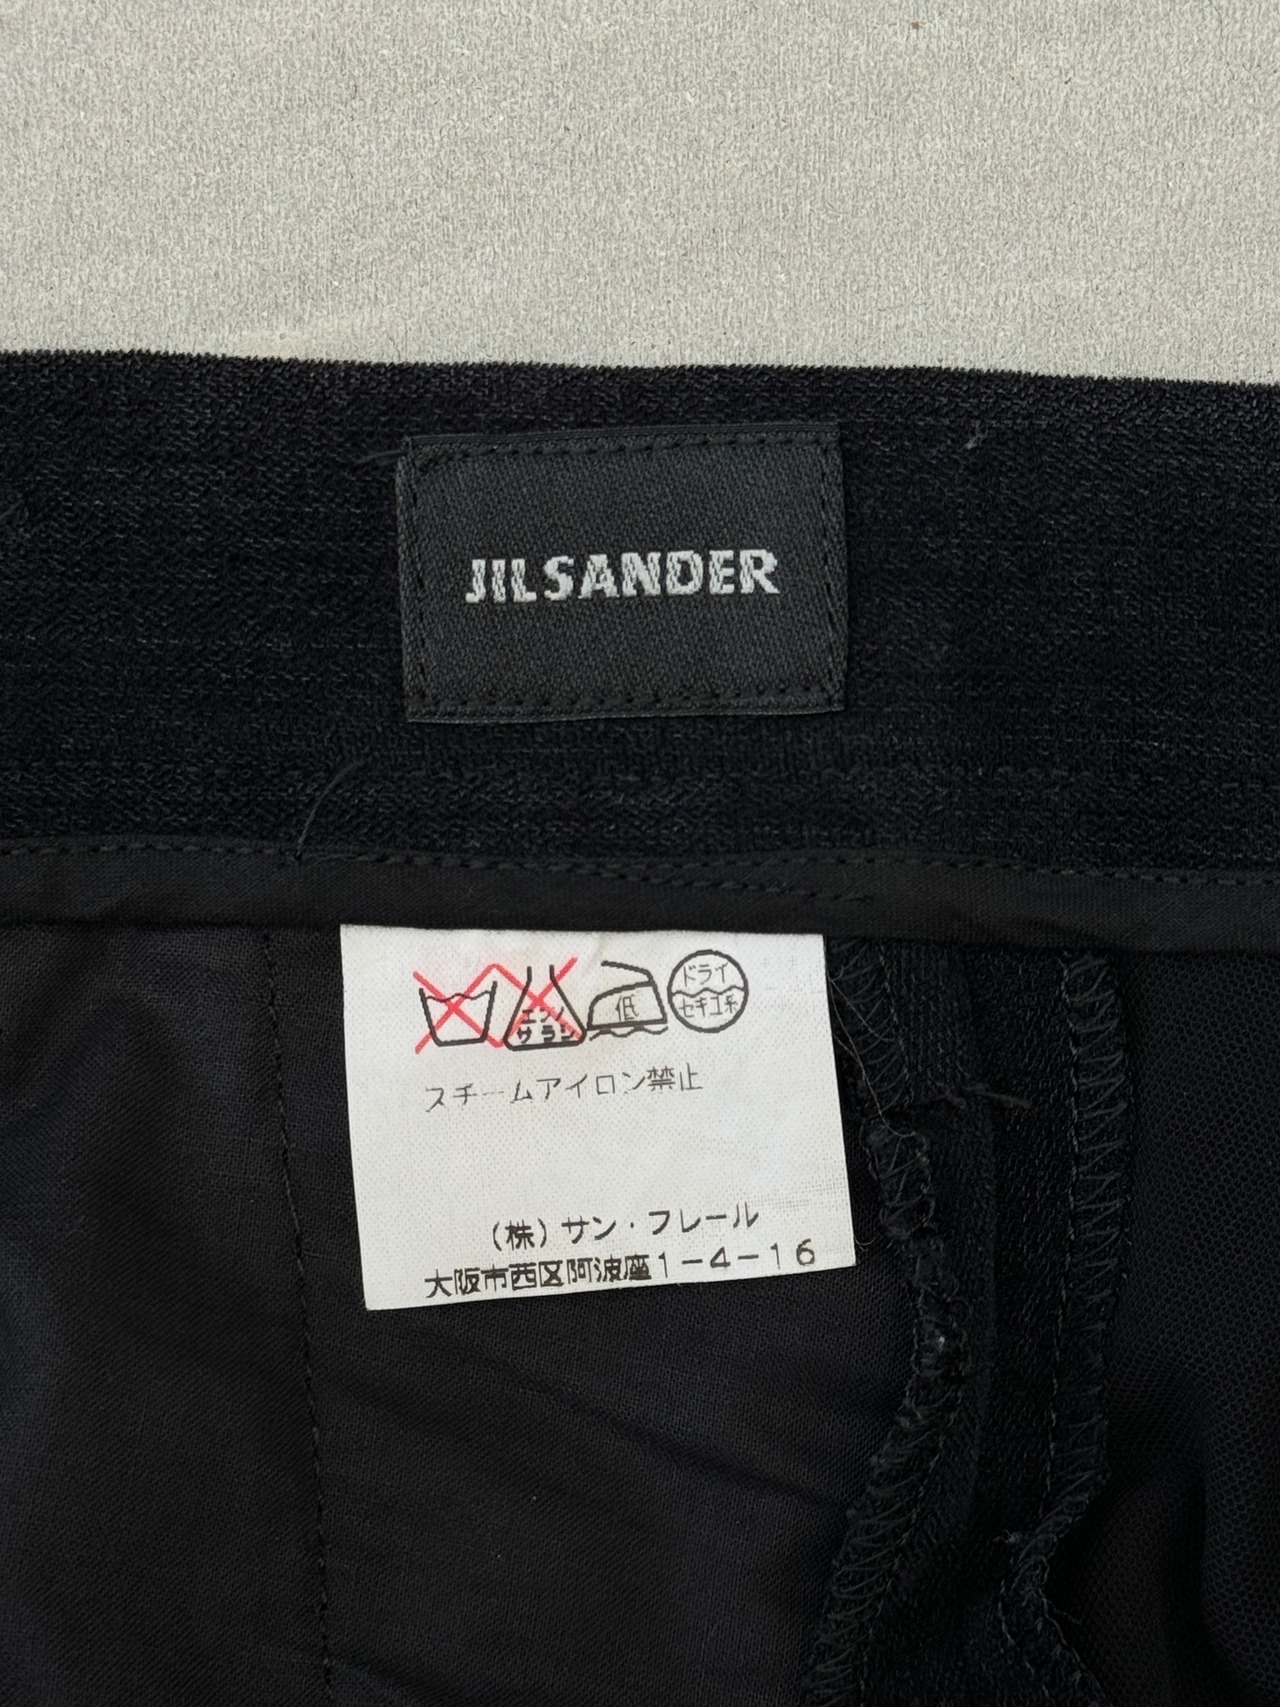 JILSANDER
エンソ
サラシ
低
ドライ
セキユ系
スチームアイロン禁止
（株）サン・フレール
大阪市西区阿波座1-4-16